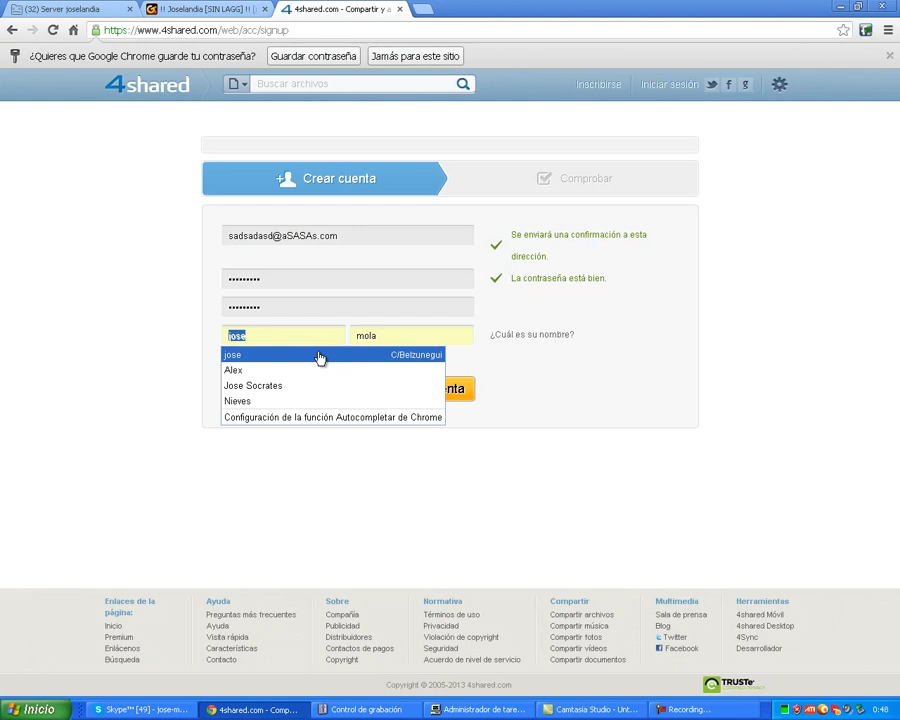 (32) Server joselandia
!! Joselandia [SIN LAGG] !! [
4shared.com - Compartir y a
https://www.4shared.com/web/acc/signup
¿Quieres que Google Chrome guarde tu contraseña?
Guardar contraseña
Jamás para este sitio
4shared
Buscar archivos
Inscribirse
Iniciar sesión
Crear cuenta
Comprobar
sadsadasd@aSASAs.com
Se enviará una confirmación a esta
dirección.
•••••••••
La contraseña está bien.
•••••••••
jose
mola
¿Cuál es su nombre?
jose C/Belzunegui
Alex
Jose Socrates
Nieves
Configuración de la función Autocompletar de Chrome
enta
Enlaces de la
página:
Inicio
Premium
Enlácenos
Búsqueda
Ayuda
Preguntas más frecuentes
Ayuda
Visita rápida
Características
Contacto
Sobre
Compañía
Publicidad
Distribuidores
Contactos de pagos
Copyright
Normativa
Términos de uso
Privacidad
Violación de copyright
Seguridad
Acuerdo de nivel de servicio
Compartir
Compartir archivos
Compartir música
Compartir fotos
Compartir vídeos
Compartir documentos
Multimedia
Sala de prensa
Blog
Twitter
Facebook
Herramientas
4shared Móvil
4shared Desktop
4Sync
Desarrollador
Copyright © 2005-2013 4shared.com
TRUSTe
Inicio
Skype™ [49] - jose-m...
4shared.com - Comp...
Control de grabación
Administrador de tare...
Camtasia Studio - Unt...
Recording...
0:48